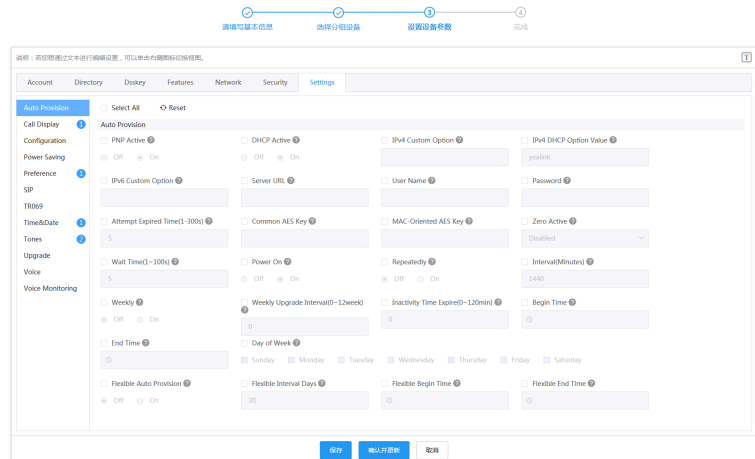 3
4
请填写基本信息
选择分组设备
设置设备参数
完成
说明：若您想通过文本进行编辑设置，可以单击右侧图标切换视图。
T
Account Directory Dsskey Features Network Security Settings
Auto Provision
Call Display 1
Configuration
Power Saving
Preference 1
SIP
TR069
Time&Date 1
Tones 2
Upgrade
Voice
Voice Monitoring
Select All Reset
Auto Provision
PNP Active ? DHCP Active ? IPv4 Custom Option ? IPv4 DHCP Option Value ?
Off On Off On yealink
IPv6 Custom Option ? Server URL ? User Name ? Password ?
Attempt Expired Time(1-300s) ? Common AES Key ? MAC-Oriented AES Key ? Zero Active ?
5 Disabled
Wait Time(1~100s) ? Power On ? Repeatedly ? Interval(Minutes) ?
5 Off On Off On 1440
Weekly ? Weekly Upgrade Interval(0~12week) ? Inactivity Time Expire(0~120min) ? Begin Time ?
Off On 0 0
End Time ? Day of Week ?
Sunday Monday Tuesday Wednesday Thursday Friday Saturday
Flexible Auto Provision ? Flexible Interval Days ? Flexible Begin Time ? Flexible End Time ?
Off On 30
保存 确认并更新 取消